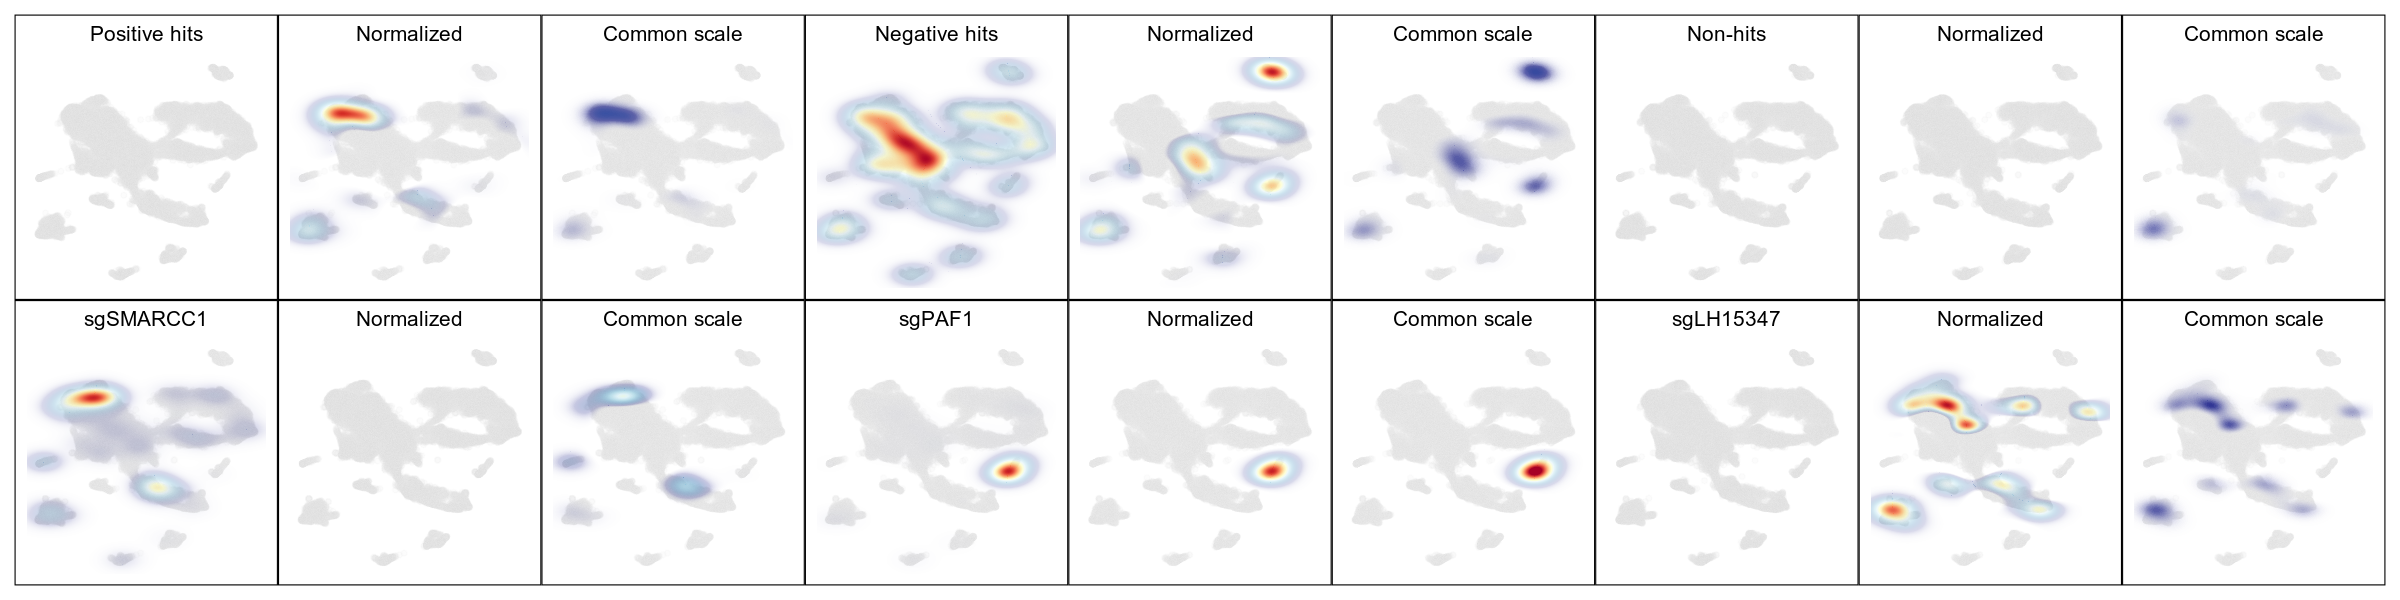 Positive hits
Normalized
Common scale
Negative hits
Normalized
Common scale
Non-hits
Normalized
Common scale
sgSMARCC1
Normalized
Common scale
sgPAF1
Normalized
Common scale
sgLH15347
Normalized
Common scale